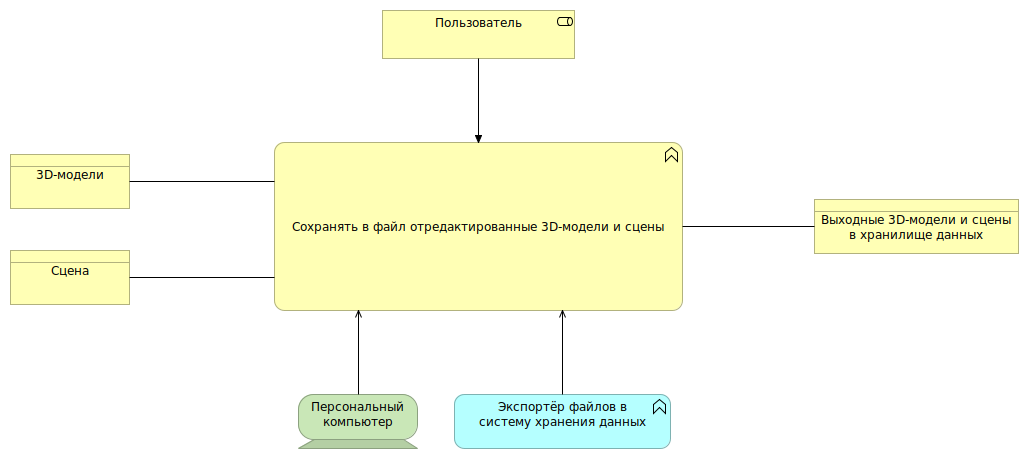 Пользователь
3D-модели
Сцена
Сохранять в файл отредактированные 3D-модели и сцены
Выходные 3D-модели и сцены
в хранилище данных
Персональный
компьютер
Экспортёр файлов в
систему хранения данных